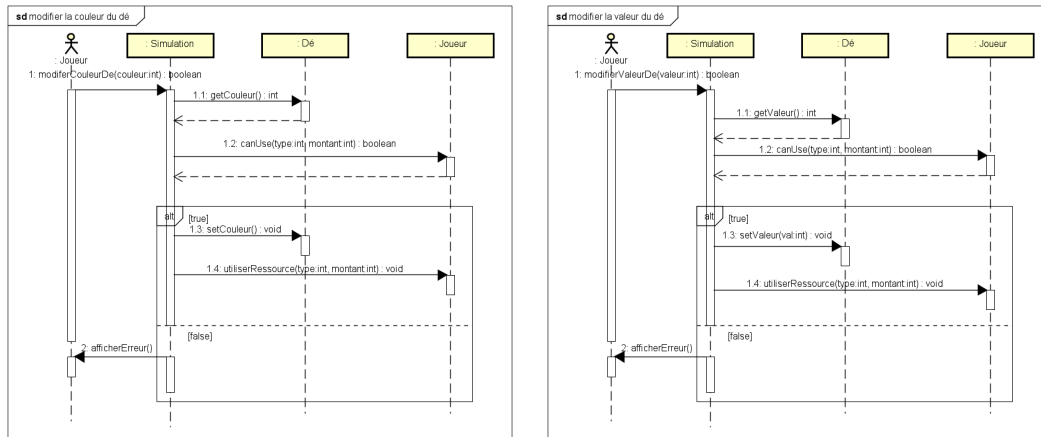 sd modifier la couleur du dé
: Joueur
: Simulation
: Dé
: Joueur
1: modiferCouleurDe(couleur:int) : boolean
1.1: getCouleur() : int
1.2: canUse(type:int, montant:int) : boolean
alt
[true]
1.3: setCouleur() : void
1.4: utiliserRessource(type:int, montant:int) : void
[false]
2: afficherErreur()
sd modifier la valeur du dé
: Joueur
: Simulation
: Dé
: Joueur
1: modifierValeurDe(valeur:int) : boolean
1.1: getValeur() : int
1.2: canUse(type:int, montant:int) : boolean
alt
[true]
1.3: setValeur(val:int) : void
1.4: utiliserRessource(type:int, montant:int) : void
[false]
2: afficherErreur()